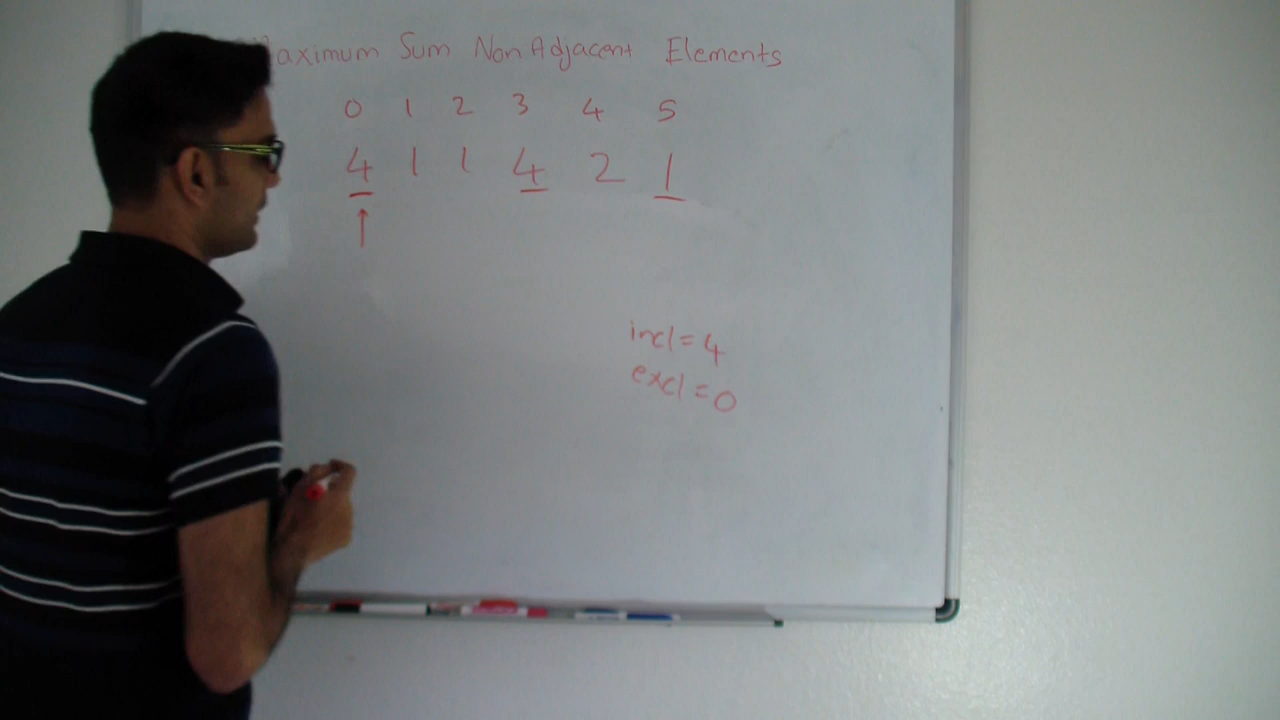 Maximum Sum Non Adjacent Elements
0 1 2 3 4 5
4 1 1 4 2 1
incl = 4
excl = 0